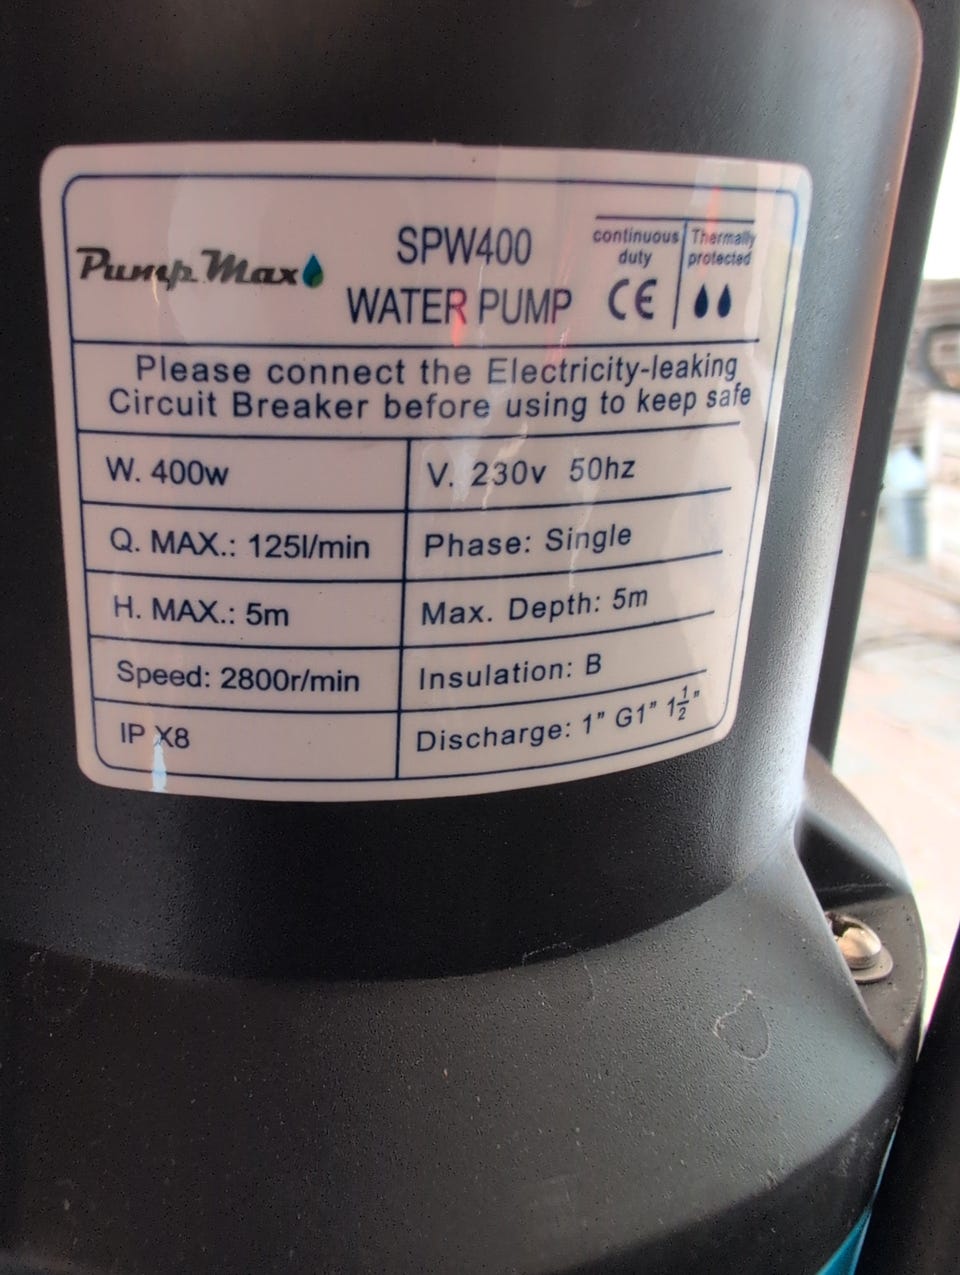 Pump Max
SPW400
WATER PUMP
continuous
duty
CE
Thermally
protected
Please connect the Electricity-leaking
Circuit Breaker before using to keep safe
W. 400w
V. 230v 50hz
Q. MAX.: 125l/min
Phase: Single
H. MAX.: 5m
Max. Depth: 5m
Speed: 2800r/min
Insulation: B
IP X8
Discharge: 1” G1” 1½”